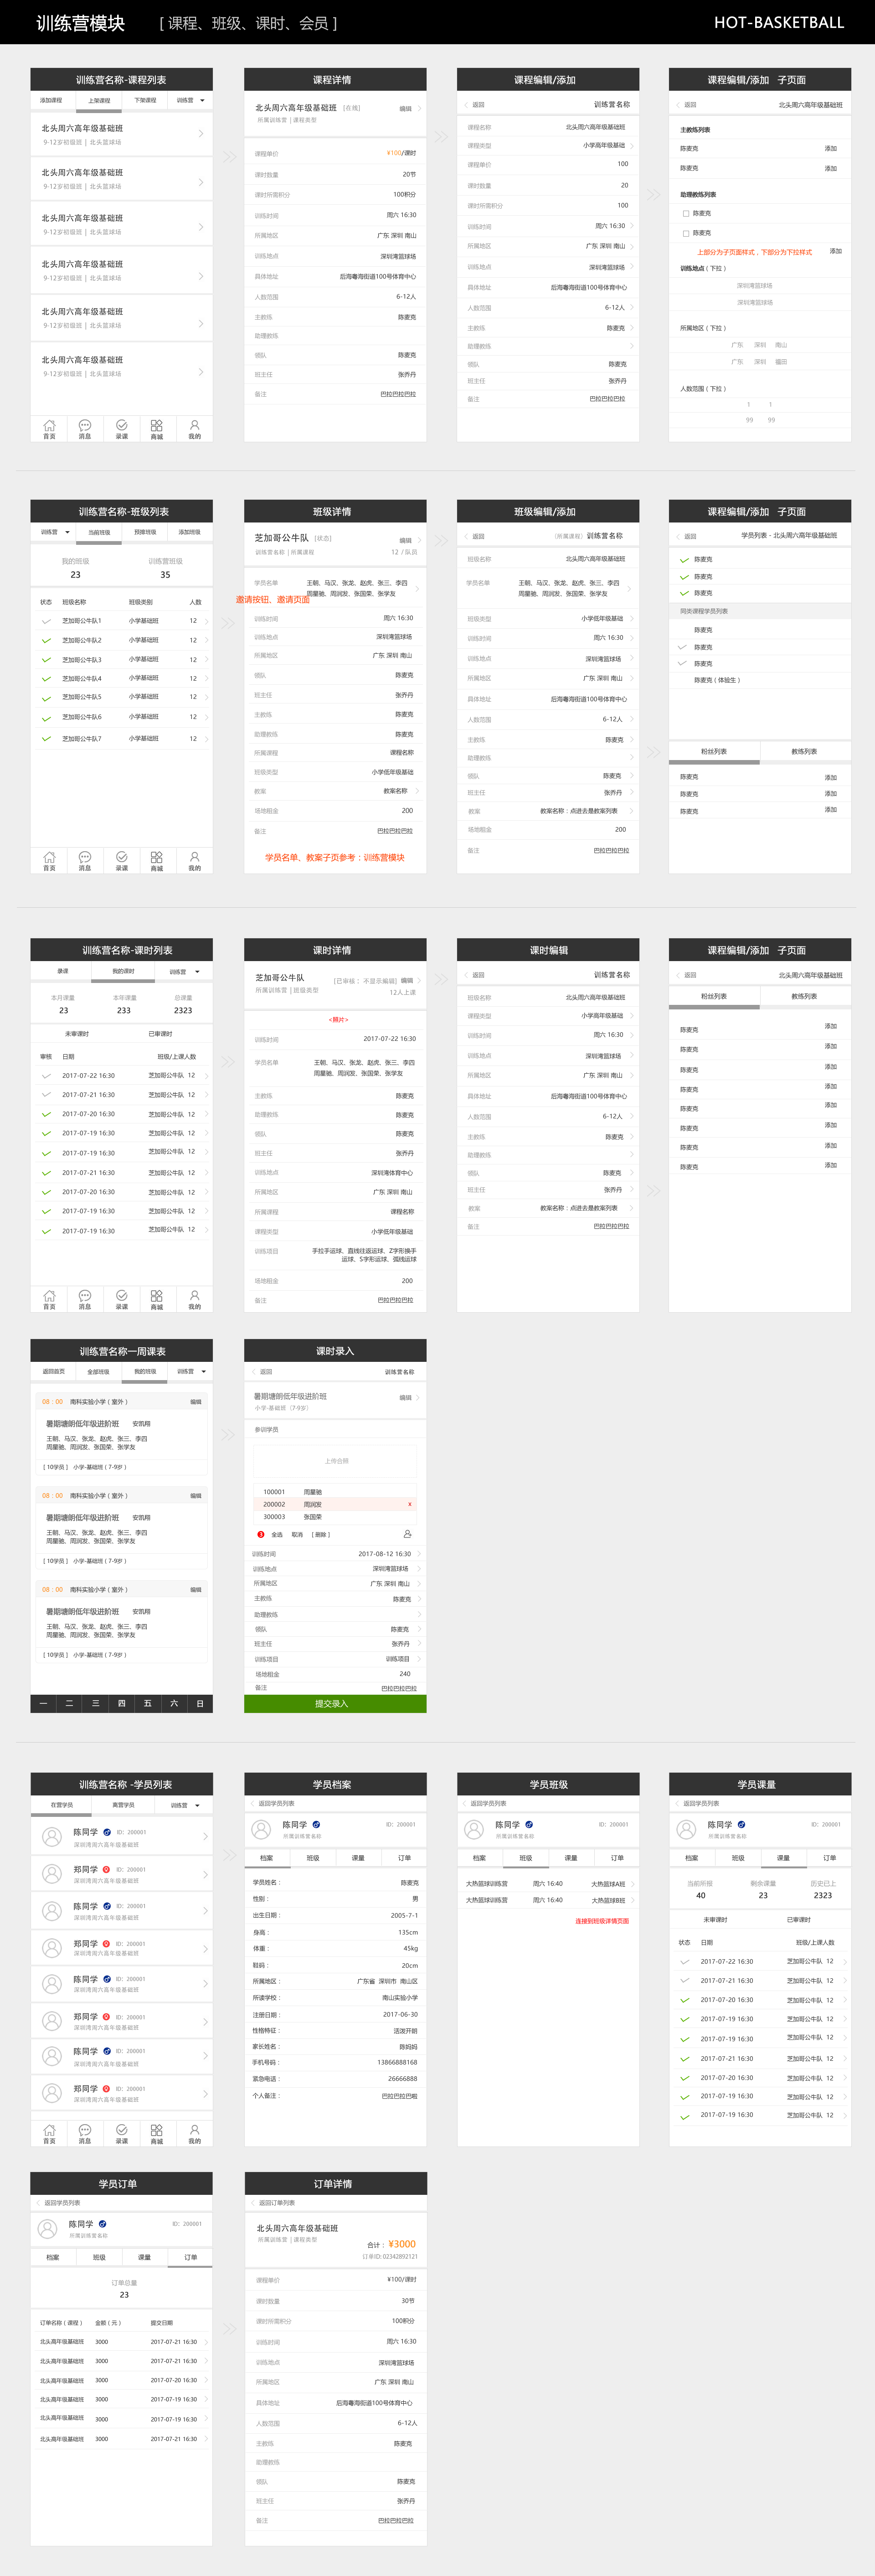 训练营模块 [ 课程、班级、课时、会员 ] HOT-BASKETBALL
训练营名称-课程列表
添加课程 上架课程 下架课程 训练营
北头周六高年级基础班
9-12岁初级班 | 北头篮球场
北头周六高年级基础班
9-12岁初级班 | 北头篮球场
北头周六高年级基础班
9-12岁初级班 | 北头篮球场
北头周六高年级基础班
9-12岁初级班 | 北头篮球场
北头周六高年级基础班
9-12岁初级班 | 北头篮球场
北头周六高年级基础班
9-12岁初级班 | 北头篮球场
首页 消息 录课 商城 我的
课程详情
北头周六高年级基础班 [在线] 编辑
所属训练营 | 课程类型
课程单价 ¥100/课时
课时数量 20节
课时所需积分 100积分
训练时间 周六 16:30
所属地区 广东 深圳 南山
训练地点 深圳湾篮球场
具体地址 后海毒海街道100号体育中心
人数范围 6-12人
主教练 陈麦克
助理教练
领队 陈麦克
班主任 张乔丹
备注 巴拉巴拉巴拉
课程编辑/添加
返回 训练营名称
课程名称 北头周六高年级基础班
课程类型 小学高年级基础
课程单价 100
课时数量 20
课时所需积分 100
训练时间 周六 16:30
所属地区 广东 深圳 南山
训练地点 深圳湾篮球场
具体地址 后海毒海街道100号体育中心
人数范围 6-12人
主教练 陈麦克
助理教练
领队 陈麦克
班主任 张乔丹
备注 巴拉巴拉巴拉
课程编辑/添加 子页面
返回 北头周六高年级基础班
主教练列表
陈麦克 添加
陈麦克 添加
助理教练列表
陈麦克
陈麦克
上部分为子页面样式，下部分为下拉样式 添加
训练地点（下拉）
深圳湾篮球场
深圳湾篮球场
所属地区（下拉）
广东 深圳 南山
广东 深圳 福田
人数范围（下拉）
1 1
99 99
训练营名称-班级列表
训练营 当前班级 预排班级 添加班级
我的班级 训练营班级
23 35
状态 班级名称 班级类别 人数
芝加哥公牛队1 小学基础班 12
芝加哥公牛队2 小学基础班 12
芝加哥公牛队3 小学基础班 12
芝加哥公牛队4 小学基础班 12
芝加哥公牛队5 小学基础班 12
芝加哥公牛队6 小学基础班 12
芝加哥公牛队7 小学基础班 12
首页 消息 录课 商城 我的
班级详情
芝加哥公牛队 [状态] 编辑
训练营名称 | 所属课程 12 / 队员
学员名单 王朝、马汉、张龙、赵虎、张三、李四
周星驰、周润发、张国荣、张学友
邀请按钮、邀请页面
训练时间 周六 16:30
训练地点 深圳湾篮球场
所属地区 广东 深圳 南山
领队 陈麦克
班主任 张乔丹
主教练 陈麦克
助理教练 陈麦克
所属课程 课程名称
班级类型 小学低年级基础
教案 教案名称
场地租金 200
备注 巴拉巴拉巴拉
学员名单、教案子页参考：训练营模块
班级编辑/添加
返回 （所属课程）训练营名称
班级名称 北头周六高年级基础班
学员名单 王朝、马汉、张龙、赵虎、张三、李四
周星驰、周润发、张国荣、张学友
班级类型 小学低年级基础
训练时间 周六 16:30
训练地点 深圳湾篮球场
所属地区 广东 深圳 南山
具体地址 后海毒海街道100号体育中心
人数范围 6-12人
主教练 陈麦克
助理教练
领队 陈麦克
班主任 张乔丹
教案 教案名称：点进去是教案列表
场地租金 200
备注 巴拉巴拉巴拉
课程编辑/添加 子页面
返回 学员列表 - 北头周六高年级基础班
陈麦克
陈麦克
陈麦克
同类课程学员列表
陈麦克
陈麦克
陈麦克
陈麦克（体验生）
粉丝列表 教练列表
陈麦克 添加
陈麦克 添加
陈麦克 添加
训练营名称-课时列表
录课 我的课时 训练营
本月课量 本年课量 总课量
23 233 2323
未审课时 已审课时
审核 日期 班级/上课人数
2017-07-22 16:30 芝加哥公牛队 12
2017-07-21 16:30 芝加哥公牛队 12
2017-07-20 16:30 芝加哥公牛队 12
2017-07-19 16:30 芝加哥公牛队 12
2017-07-19 16:30 芝加哥公牛队 12
2017-07-21 16:30 芝加哥公牛队 12
2017-07-20 16:30 芝加哥公牛队 12
2017-07-19 16:30 芝加哥公牛队 12
2017-07-19 16:30 芝加哥公牛队 12
首页 消息 录课 商城 我的
课时详情
芝加哥公牛队 [已审核； 不显示编辑] 编辑
所属训练营 | 班级类型 12人上课
<照片>
训练时间 2017-07-22 16:30
学员名单 王朝、马汉、张龙、赵虎、张三、李四
周星驰、周润发、张国荣、张学友
主教练 陈麦克
助理教练 陈麦克
领队 陈麦克
班主任 张乔丹
训练地点 深圳湾体育中心
所属地区 广东 深圳 南山
所属课程 课程名称
课程类型 小学低年级基础
训练项目 手拉手运球、直线往返运球、Z字形换手
运球、S字形运球、弧线运球
场地租金 200
备注 巴拉巴拉巴拉
课时编辑
返回 训练营名称
班级名称 北头周六高年级基础班
课程类型 小学高年级基础
训练时间 周六 16:30
训练地点 深圳湾篮球场
所属地区 广东 深圳 南山
具体地址 后海毒海街道100号体育中心
人数范围 6-12人
主教练 陈麦克
助理教练
领队 陈麦克
班主任 张乔丹
教案 教案名称：点进去是教案列表
备注 巴拉巴拉巴拉
课程编辑/添加 子页面
返回 北头周六高年级基础班
粉丝列表 教练列表
陈麦克 添加
陈麦克 添加
陈麦克 添加
陈麦克 添加
陈麦克 添加
陈麦克 添加
陈麦克 添加
陈麦克 添加
训练营名称一周课表
返回首页 全部班级 我的班级 训练营
08：00 南科实验小学（室外） 编辑
暑期塘朗低年级进阶班 安凯翔
王朝、马汉、张龙、赵虎、张三、李四
周星驰、周润发、张国荣、张学友
[ 10学员 ] 小学-基础班（7-9岁）
08：00 南科实验小学（室外） 编辑
暑期塘朗低年级进阶班 安凯翔
王朝、马汉、张龙、赵虎、张三、李四
周星驰、周润发、张国荣、张学友
[ 10学员 ] 小学-基础班（7-9岁）
08：00 南科实验小学（室外） 编辑
暑期塘朗低年级进阶班 安凯翔
王朝、马汉、张龙、赵虎、张三、李四
周星驰、周润发、张国荣、张学友
[ 10学员 ] 小学-基础班（7-9岁）
一 二 三 四 五 六 日
课时录入
返回 训练营名称
暑期塘朗低年级进阶班 编辑
小学-基础班（7-9岁）
参训学员
上传合照
100001 周星驰
200002 周润发 x
300003 张国荣
3 全选 取消 [ 删除 ]
训练时间 2017-08-12 16:30
训练地点 深圳湾篮球场
所属地区 广东 深圳 南山
主教练 陈麦克
助理教练
领队 陈麦克
班主任 张乔丹
训练项目 训练项目
场地租金 240
备注 巴拉巴拉巴拉
提交录入
训练营名称 -学员列表
在营学员 离营学员 训练营
陈同学 ID：200001
深圳湾周六高年级基础班
郑同学 ID：200001
深圳湾周六高年级基础班
陈同学 ID：200001
深圳湾周六高年级基础班
郑同学 ID：200001
深圳湾周六高年级基础班
陈同学 ID：200001
深圳湾周六高年级基础班
郑同学 ID：200001
深圳湾周六高年级基础班
陈同学 ID：200001
深圳湾周六高年级基础班
郑同学 ID：200001
深圳湾周六高年级基础班
首页 消息 录课 商城 我的
学员档案
返回学员列表
陈同学 ID：200001
所属训练营名称
档案 班级 课量 订单
学员姓名： 陈麦克
性别： 男
出生日期： 2005-7-1
身高： 135cm
体重： 45kg
鞋码： 20cm
所属地区： 广东省 深圳市 南山区
所读学校： 南山实验小学
注册日期： 2017-06-30
性格特征： 活泼开朗
家长姓名： 陈妈妈
手机号码： 13866888168
紧急电话： 26666888
个人备注： 巴拉巴拉巴啦
学员班级
返回学员列表
陈同学 ID：200001
所属训练营名称
档案 班级 课量 订单
大热篮球训练营 周六 16:40 大热篮球A班
大热篮球训练营 周六 16:40 大热篮球B班
连接到班级详情页面
学员课量
返回学员列表
陈同学 ID：200001
所属训练营名称
档案 班级 课量 订单
当前所报 剩余课量 历史已上
40 23 2323
未审课时 已审课时
状态 日期 班级/上课人数
2017-07-22 16:30 芝加哥公牛队 12
2017-07-21 16:30 芝加哥公牛队 12
2017-07-20 16:30 芝加哥公牛队 12
2017-07-19 16:30 芝加哥公牛队 12
2017-07-19 16:30 芝加哥公牛队 12
2017-07-21 16:30 芝加哥公牛队 12
2017-07-20 16:30 芝加哥公牛队 12
2017-07-19 16:30 芝加哥公牛队 12
2017-07-19 16:30 芝加哥公牛队 12
学员订单
返回学员列表
陈同学 ID：200001
所属训练营名称
档案 班级 课量 订单
订单总量
23
订单名称（课程） 金额（元） 提交日期
北头高年级基础班 3000 2017-07-21 16:30
北头高年级基础班 3000 2017-07-21 16:30
北头高年级基础班 3000 2017-07-20 16:30
北头高年级基础班 3000 2017-07-19 16:30
北头高年级基础班 3000 2017-07-19 16:30
北头高年级基础班 3000 2017-07-21 16:30
订单详情
返回订单列表
北头周六高年级基础班
所属训练营 | 课程类型
合计：¥3000
订单ID:02342892121
课程单价 ¥100/课时
课时数量 30节
课时所需积分 100积分
训练时间 周六 16:30
训练地点 深圳湾篮球场
所属地区 广东 深圳 南山
具体地址 后海毒海街道100号体育中心
人数范围 6-12人
主教练 陈麦克
助理教练
领队 陈麦克
班主任 张乔丹
备注 巴拉巴拉巴拉